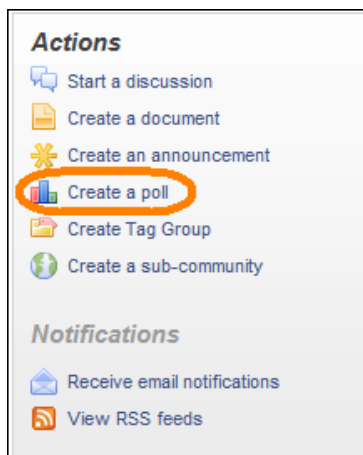 Actions
Start a discussion
Create a document
Create an announcement
Create a poll
Create Tag Group
Create a sub-community
Notifications
Receive email notifications
View RSS feeds